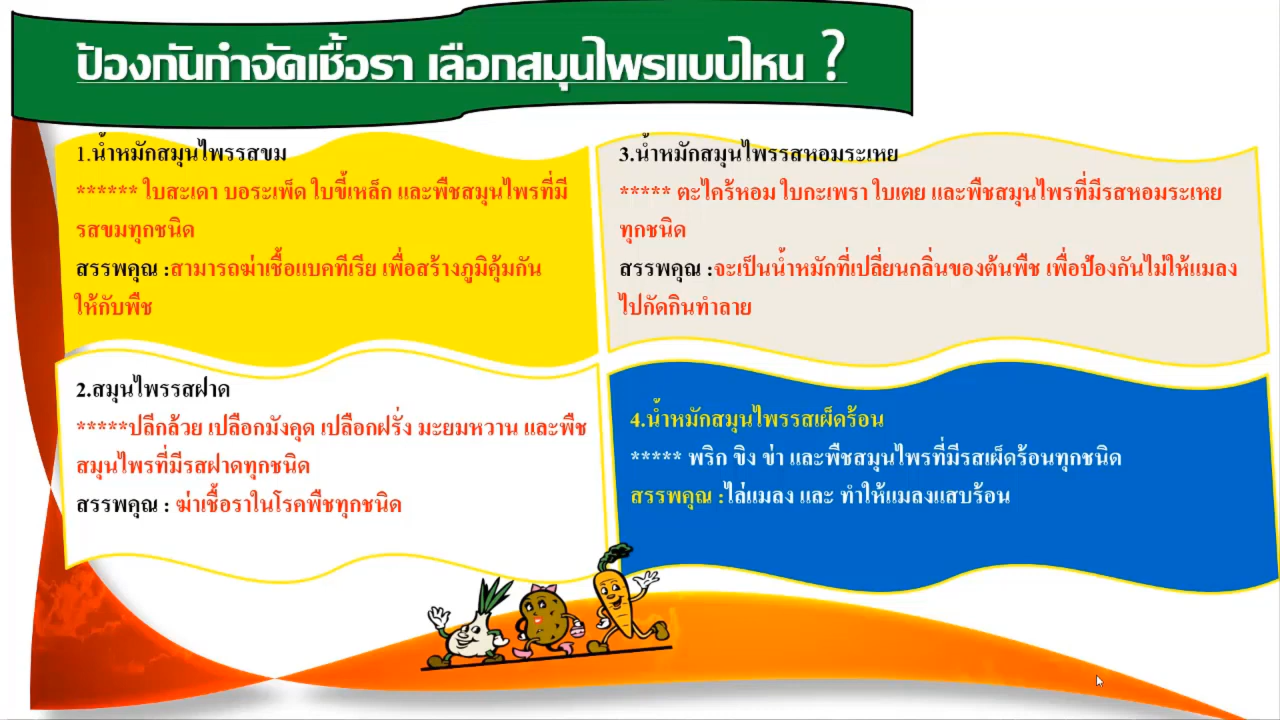 ป้องกันกำจัดเชื้อรา เลือกสมุนไพรแบบไหน ?
1.น้ำหมักสมุนไพรรสขม
****** ใบสะเดา บอระเพ็ด ใบขี้เหล็ก และพืชสมุนไพรที่มี
รสขมทุกชนิด
สรรพคุณ :สามารถฆ่าเชื้อแบคทีเรีย เพื่อสร้างภูมิคุ้มกัน
ให้กับพืช
2.สมุนไพรรสฝาด
*****ปลีกล้วย เปลือกมังคุด เปลือกฝรั่ง มะยมหวาน และพืช
สมุนไพรที่มีรสฝาดทุกชนิด
สรรพคุณ : ฆ่าเชื้อราในโรคพืชทุกชนิด
3.น้ำหมักสมุนไพรรสหอมระเหย
***** ตะไคร้หอม ใบกะเพรา ใบเตย และพืชสมุนไพรที่มีรสหอมระเหย
ทุกชนิด
สรรพคุณ :จะเป็นน้ำหมักที่เปลี่ยนกลิ่นของต้นพืช เพื่อป้องกันไม่ให้แมลง
ไปกัดกินทำลาย
4.น้ำหมักสมุนไพรรสเผ็ดร้อน
***** พริก ขิง ข่า และพืชสมุนไพรที่มีรสเผ็ดร้อนทุกชนิด
สรรพคุณ :ไล่แมลง และ ทำให้แมลงแสบร้อน